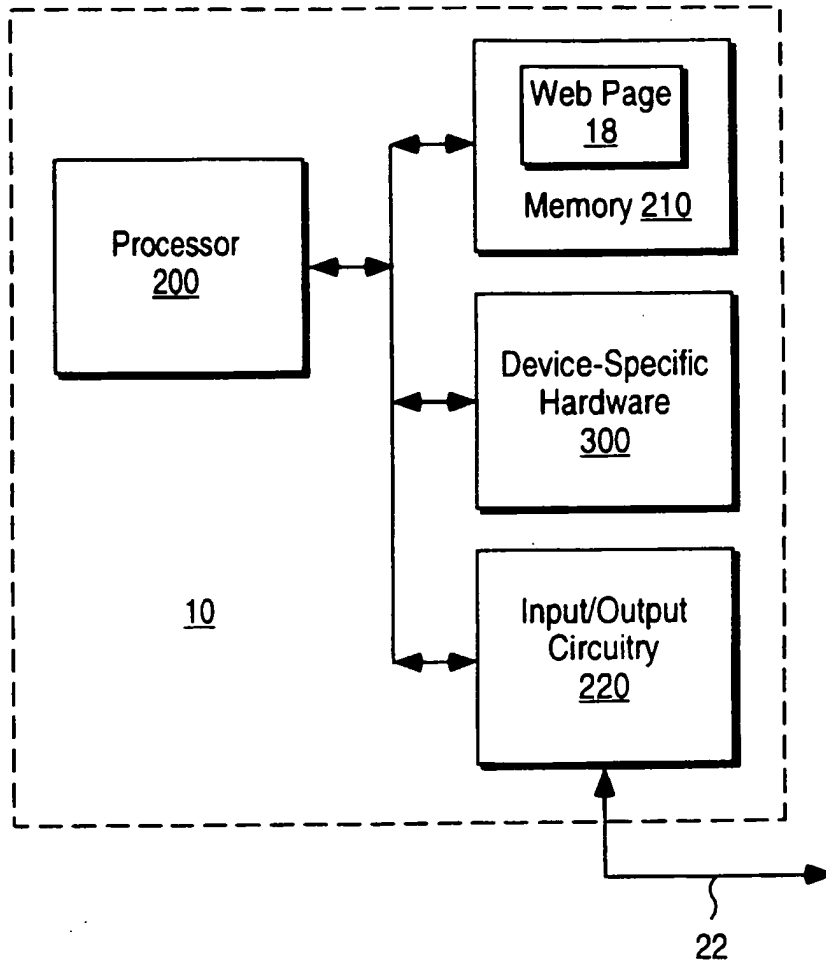 Web Page
18
Memory 210
Processor
200
Device-Specific
Hardware
300
10
Input/Output
Circuitry
220
22